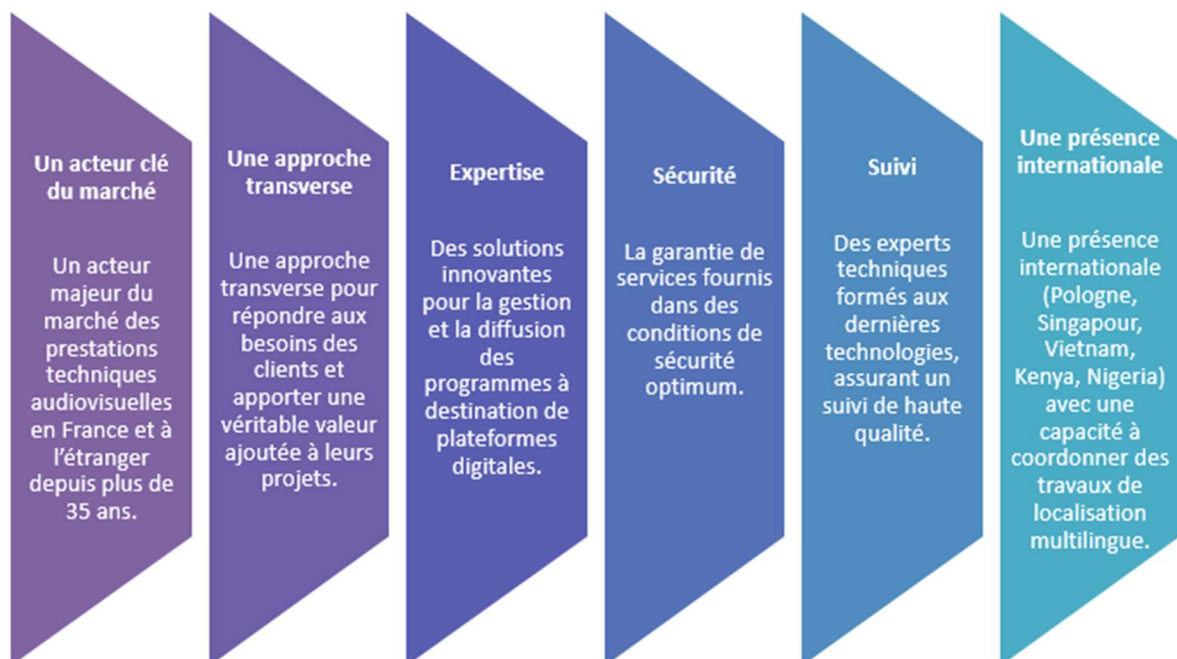 Un acteur clé
du marché
Un acteur
majeur du
marché des
prestations
techniques
audiovisuelles
en France et à
l'étranger
depuis plus de
35 ans.
Une approche
transverse
Une approche
transverse pour
répondre aux
besoins des
clients et
apporter une
véritable valeur
ajoutée à leurs
projets.
Expertise
Des solutions
innovantes
pour la gestion
et la diffusion
des
programmes à
destination de
plateformes
digitales.
Sécurité
La garantie de
services fournis
dans des
conditions de
sécurité
optimum.
Suivi
Des experts
techniques
formés aux
dernières
technologies,
assurant un
suivi de haute
qualité.
Une présence
internationale
Une présence
internationale
(Pologne,
Singapour,
Vietnam,
Kenya, Nigeria)
avec une
capacité à
coordonner des
travaux de
localisation
multilingue.